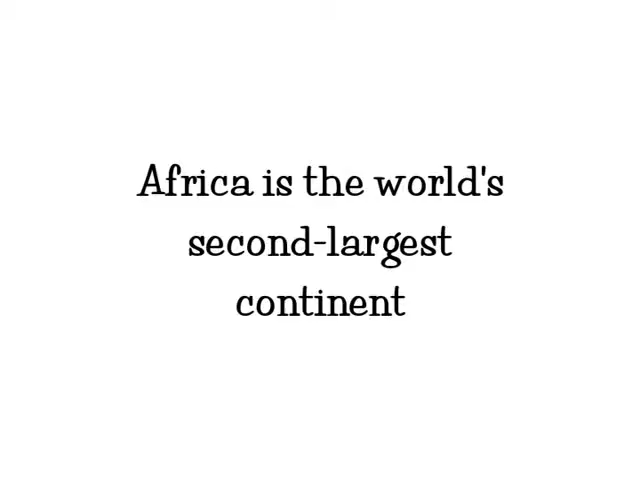 Africa is the world's
second-largest
continent